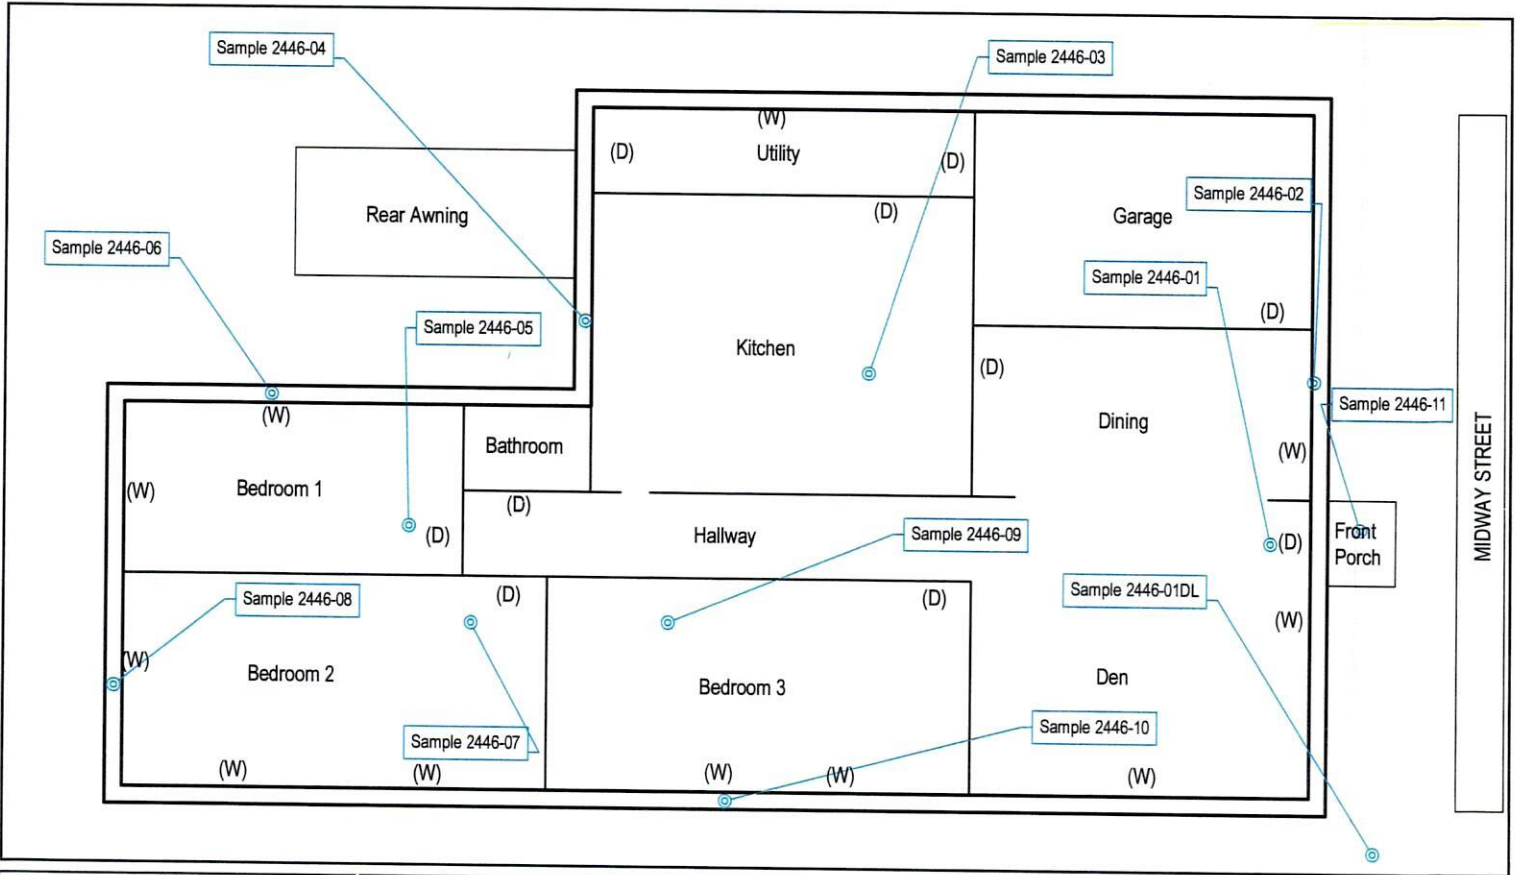 Sample 2446-04
Sample 2446-03
(W)
(D)
Utility
(D)
Sample 2446-02
Rear Awning
(D)
Garage
Sample 2446-06
Sample 2446-01
Sample 2446-05
(D)
Kitchen
(D)
Sample 2446-11
(W)
Dining
Bathroom
(W)
(W)
Bedroom 1
MIDWAY STREET
(D)
(D)
Hallway
Sample 2446-09
(D)
Front
Porch
Sample 2446-08
(D)
(D)
Sample 2446-01DL
(W)
(W)
Bedroom 2
Bedroom 3
Den
Sample 2446-07
Sample 2446-10
(W)
(W)
(W)
(W)
(W)